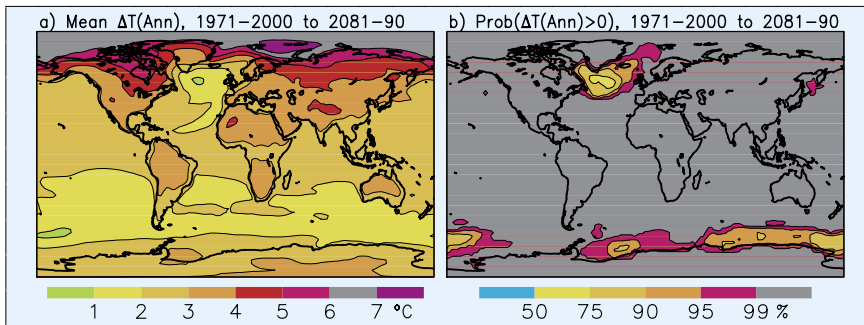 a) Mean ΔT(Ann), 1971-2000 to 2081-90
b) Prob(ΔT(Ann)>0), 1971-2000 to 2081-90
1 2 3 4 5 6 7 °C
50 75 90 95 99 %